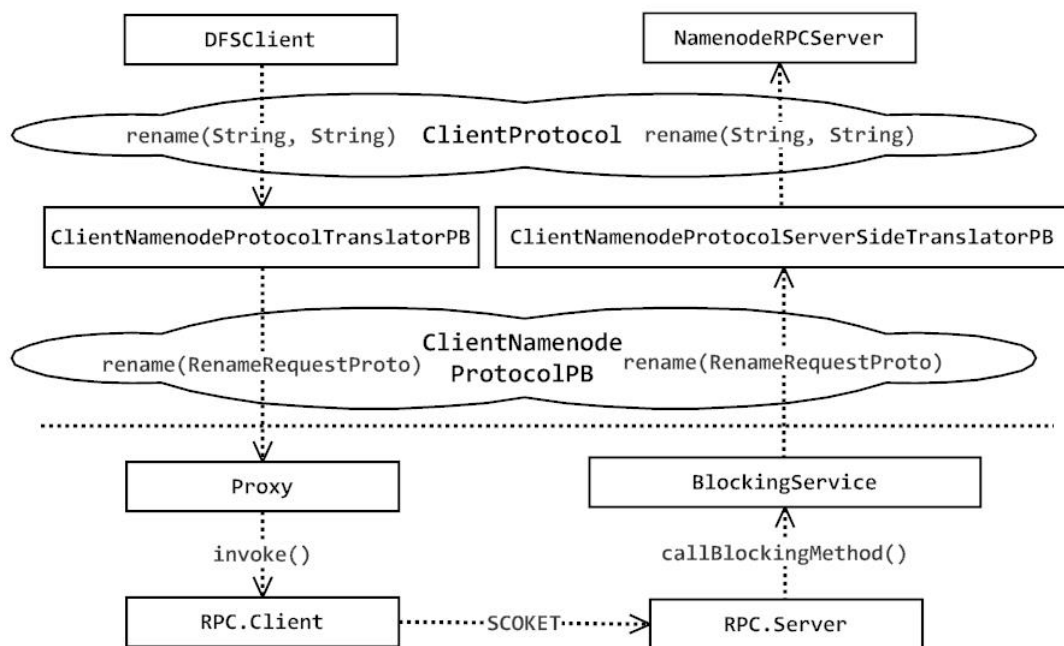 DFSClient
NamenodeRPCServer
rename(String, String)
ClientProtocol
rename(String, String)
ClientNamenodeProtocolTranslatorPB
ClientNamenodeProtocolServerSideTranslatorPB
ClientNamenode
ProtocolPB
rename(RenameRequestProto)
rename(RenameRequestProto)
Proxy
BlockingService
invoke()
callBlockingMethod()
RPC.Client
SCOKET
RPC.Server